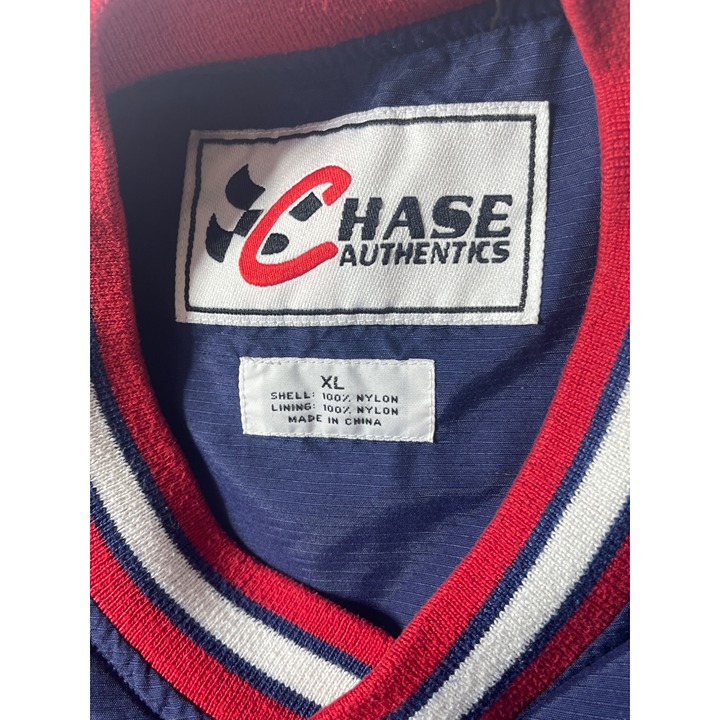 CHASE
AUTHENTICS
XL
SHELL: 100% NYLON
LINING: 100% NYLON
MADE IN CHINA